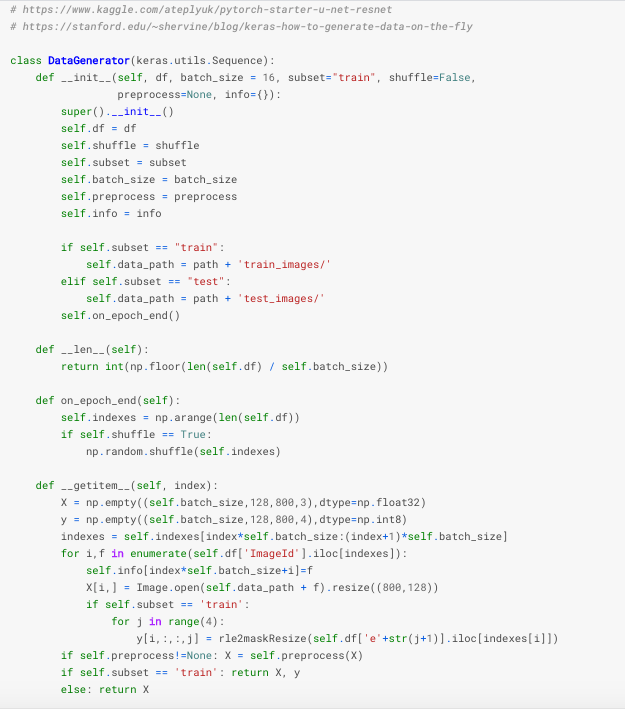 # https://www.kaggle.com/ateplyuk/pytorch-starter-u-net-resnet
# https://stanford.edu/~shervine/blog/keras-how-to-generate-data-on-the-fly

class DataGenerator(keras.utils.Sequence):
    def __init__(self, df, batch_size = 16, subset="train", shuffle=False,
                 preprocess=None, info={}):
        super().__init__()
        self.df = df
        self.shuffle = shuffle
        self.subset = subset
        self.batch_size = batch_size
        self.preprocess = preprocess
        self.info = info

        if self.subset == "train":
            self.data_path = path + 'train_images/'
        elif self.subset == "test":
            self.data_path = path + 'test_images/'
        self.on_epoch_end()

    def __len__(self):
        return int(np.floor(len(self.df) / self.batch_size))

    def on_epoch_end(self):
        self.indexes = np.arange(len(self.df))
        if self.shuffle == True:
            np.random.shuffle(self.indexes)

    def __getitem__(self, index):
        X = np.empty((self.batch_size,128,800,3),dtype=np.float32)
        y = np.empty((self.batch_size,128,800,4),dtype=np.int8)
        indexes = self.indexes[index*self.batch_size:(index+1)*self.batch_size]
        for i,f in enumerate(self.df['ImageId'].iloc[indexes]):
            self.info[index*self.batch_size+i]=f
            X[i,] = Image.open(self.data_path + f).resize((800,128))
            if self.subset == 'train':
                for j in range(4):
                    y[i,:,:,j] = rle2maskResize(self.df['e'+str(j+1)].iloc[indexes[i]])
        if self.preprocess!=None: X = self.preprocess(X)
        if self.subset == 'train': return X, y
        else: return X